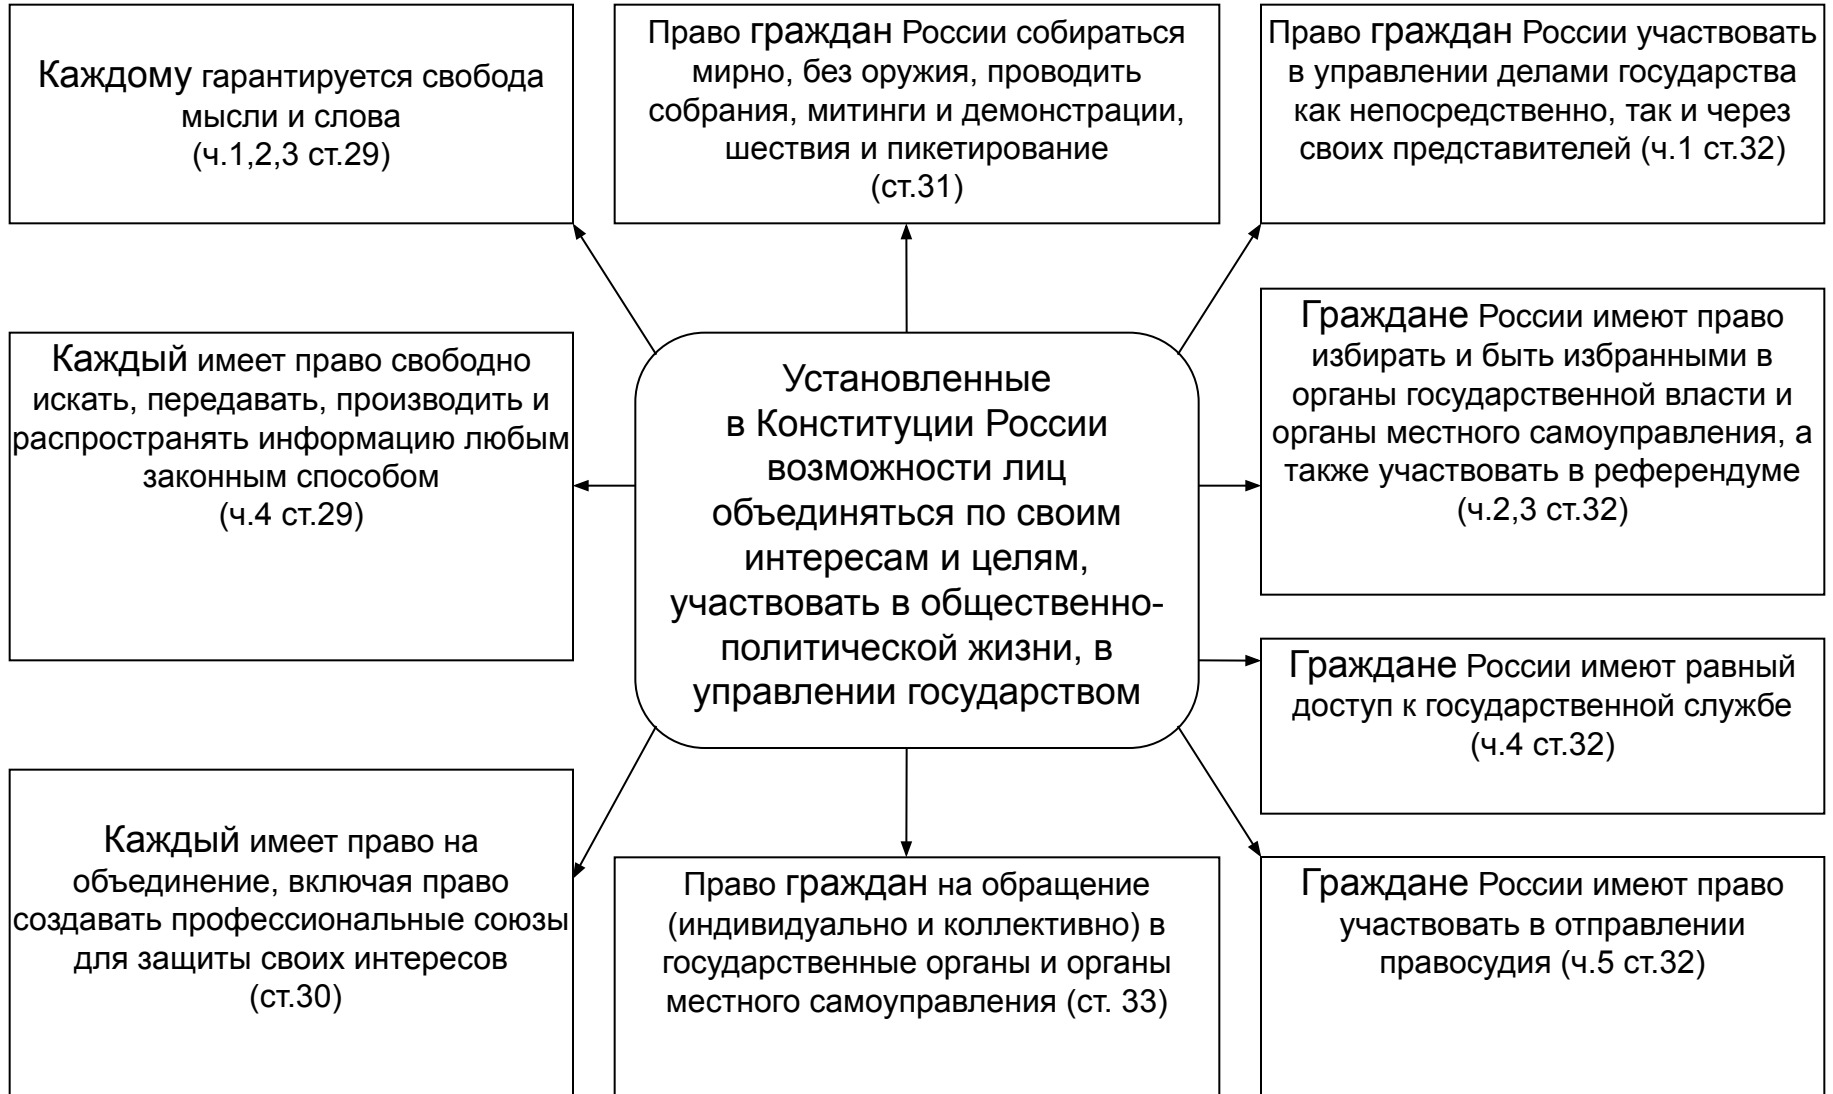 Каждому гарантируется свобода
мысли и слова
(ч.1,2,3 ст.29)
Право граждан России собираться
мирно, без оружия, проводить
собрания, митинги и демонстрации,
шествия и пикетирование
(ст.31)
Право граждан России участвовать
в управлении делами государства
как непосредственно, так и через
своих представителей (ч.1 ст.32)
Каждый имеет право свободно
искать, передавать, производить и
распространять информацию любым
законным способом
(ч.4 ст.29)
Установленные
в Конституции России
возможности лиц
объединяться по своим
интересам и целям,
участвовать в общественно-
политической жизни, в
управлении государством
Граждане России имеют право
избирать и быть избранными в
органы государственной власти и
органы местного самоуправления, а
также участвовать в референдуме
(ч.2,3 ст.32)
Граждане России имеют равный
доступ к государственной службе
(ч.4 ст.32)
Каждый имеет право на
объединение, включая право
создавать профессиональные союзы
для защиты своих интересов
(ст.30)
Право граждан на обращение
(индивидуально и коллективно) в
государственные органы и органы
местного самоуправления (ст. 33)
Граждане России имеют право
участвовать в отправлении
правосудия (ч.5 ст.32)